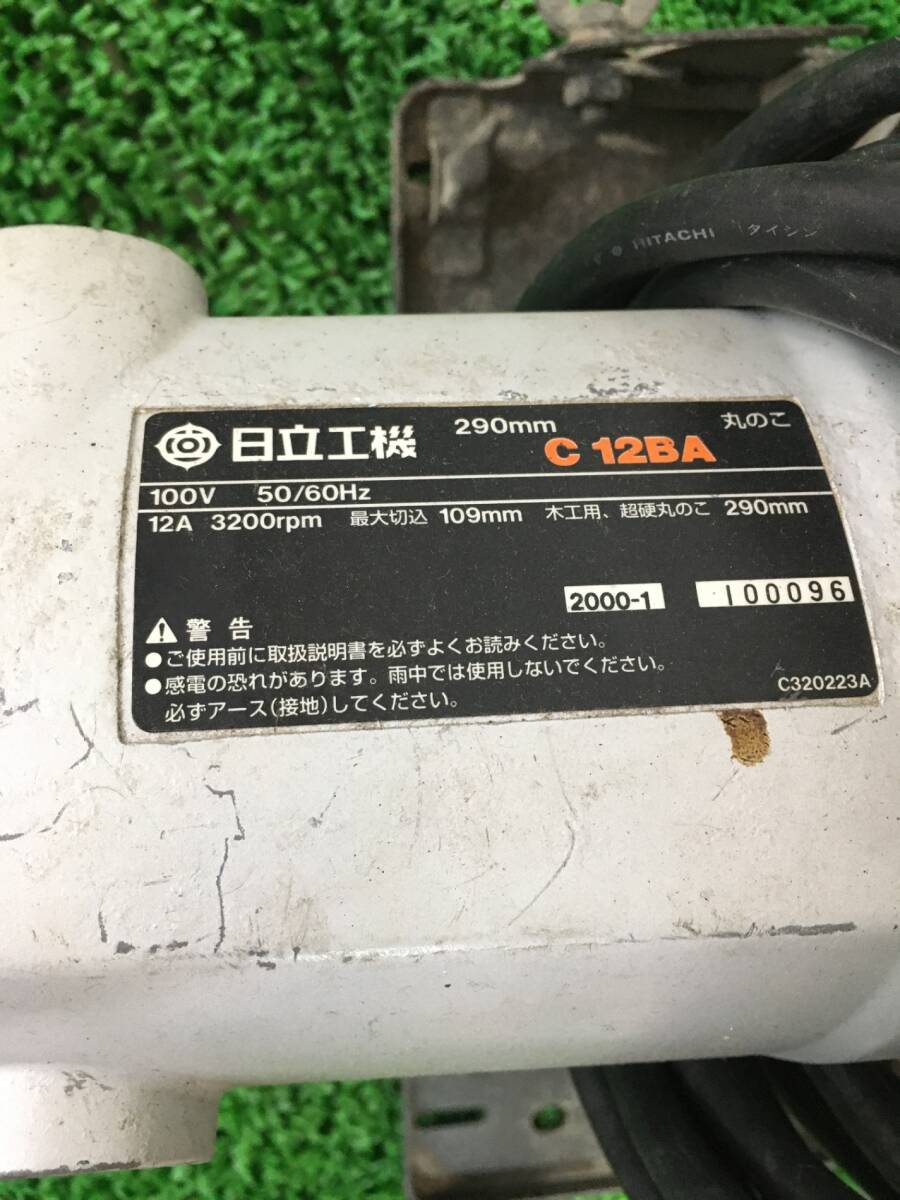 HITACHI タイシン
日立工機 290mm C 12BA 丸のこ
100V 50/60Hz
12A 3200rpm 最大切込 109mm 木工用、超硬丸のこ 290mm
2000-1 100096
警告
●ご使用前に取扱説明書を必ずよくお読みください。
●感電の恐れがあります。雨中では使用しないでください。
必ずアース(接地)してください。
C320223A